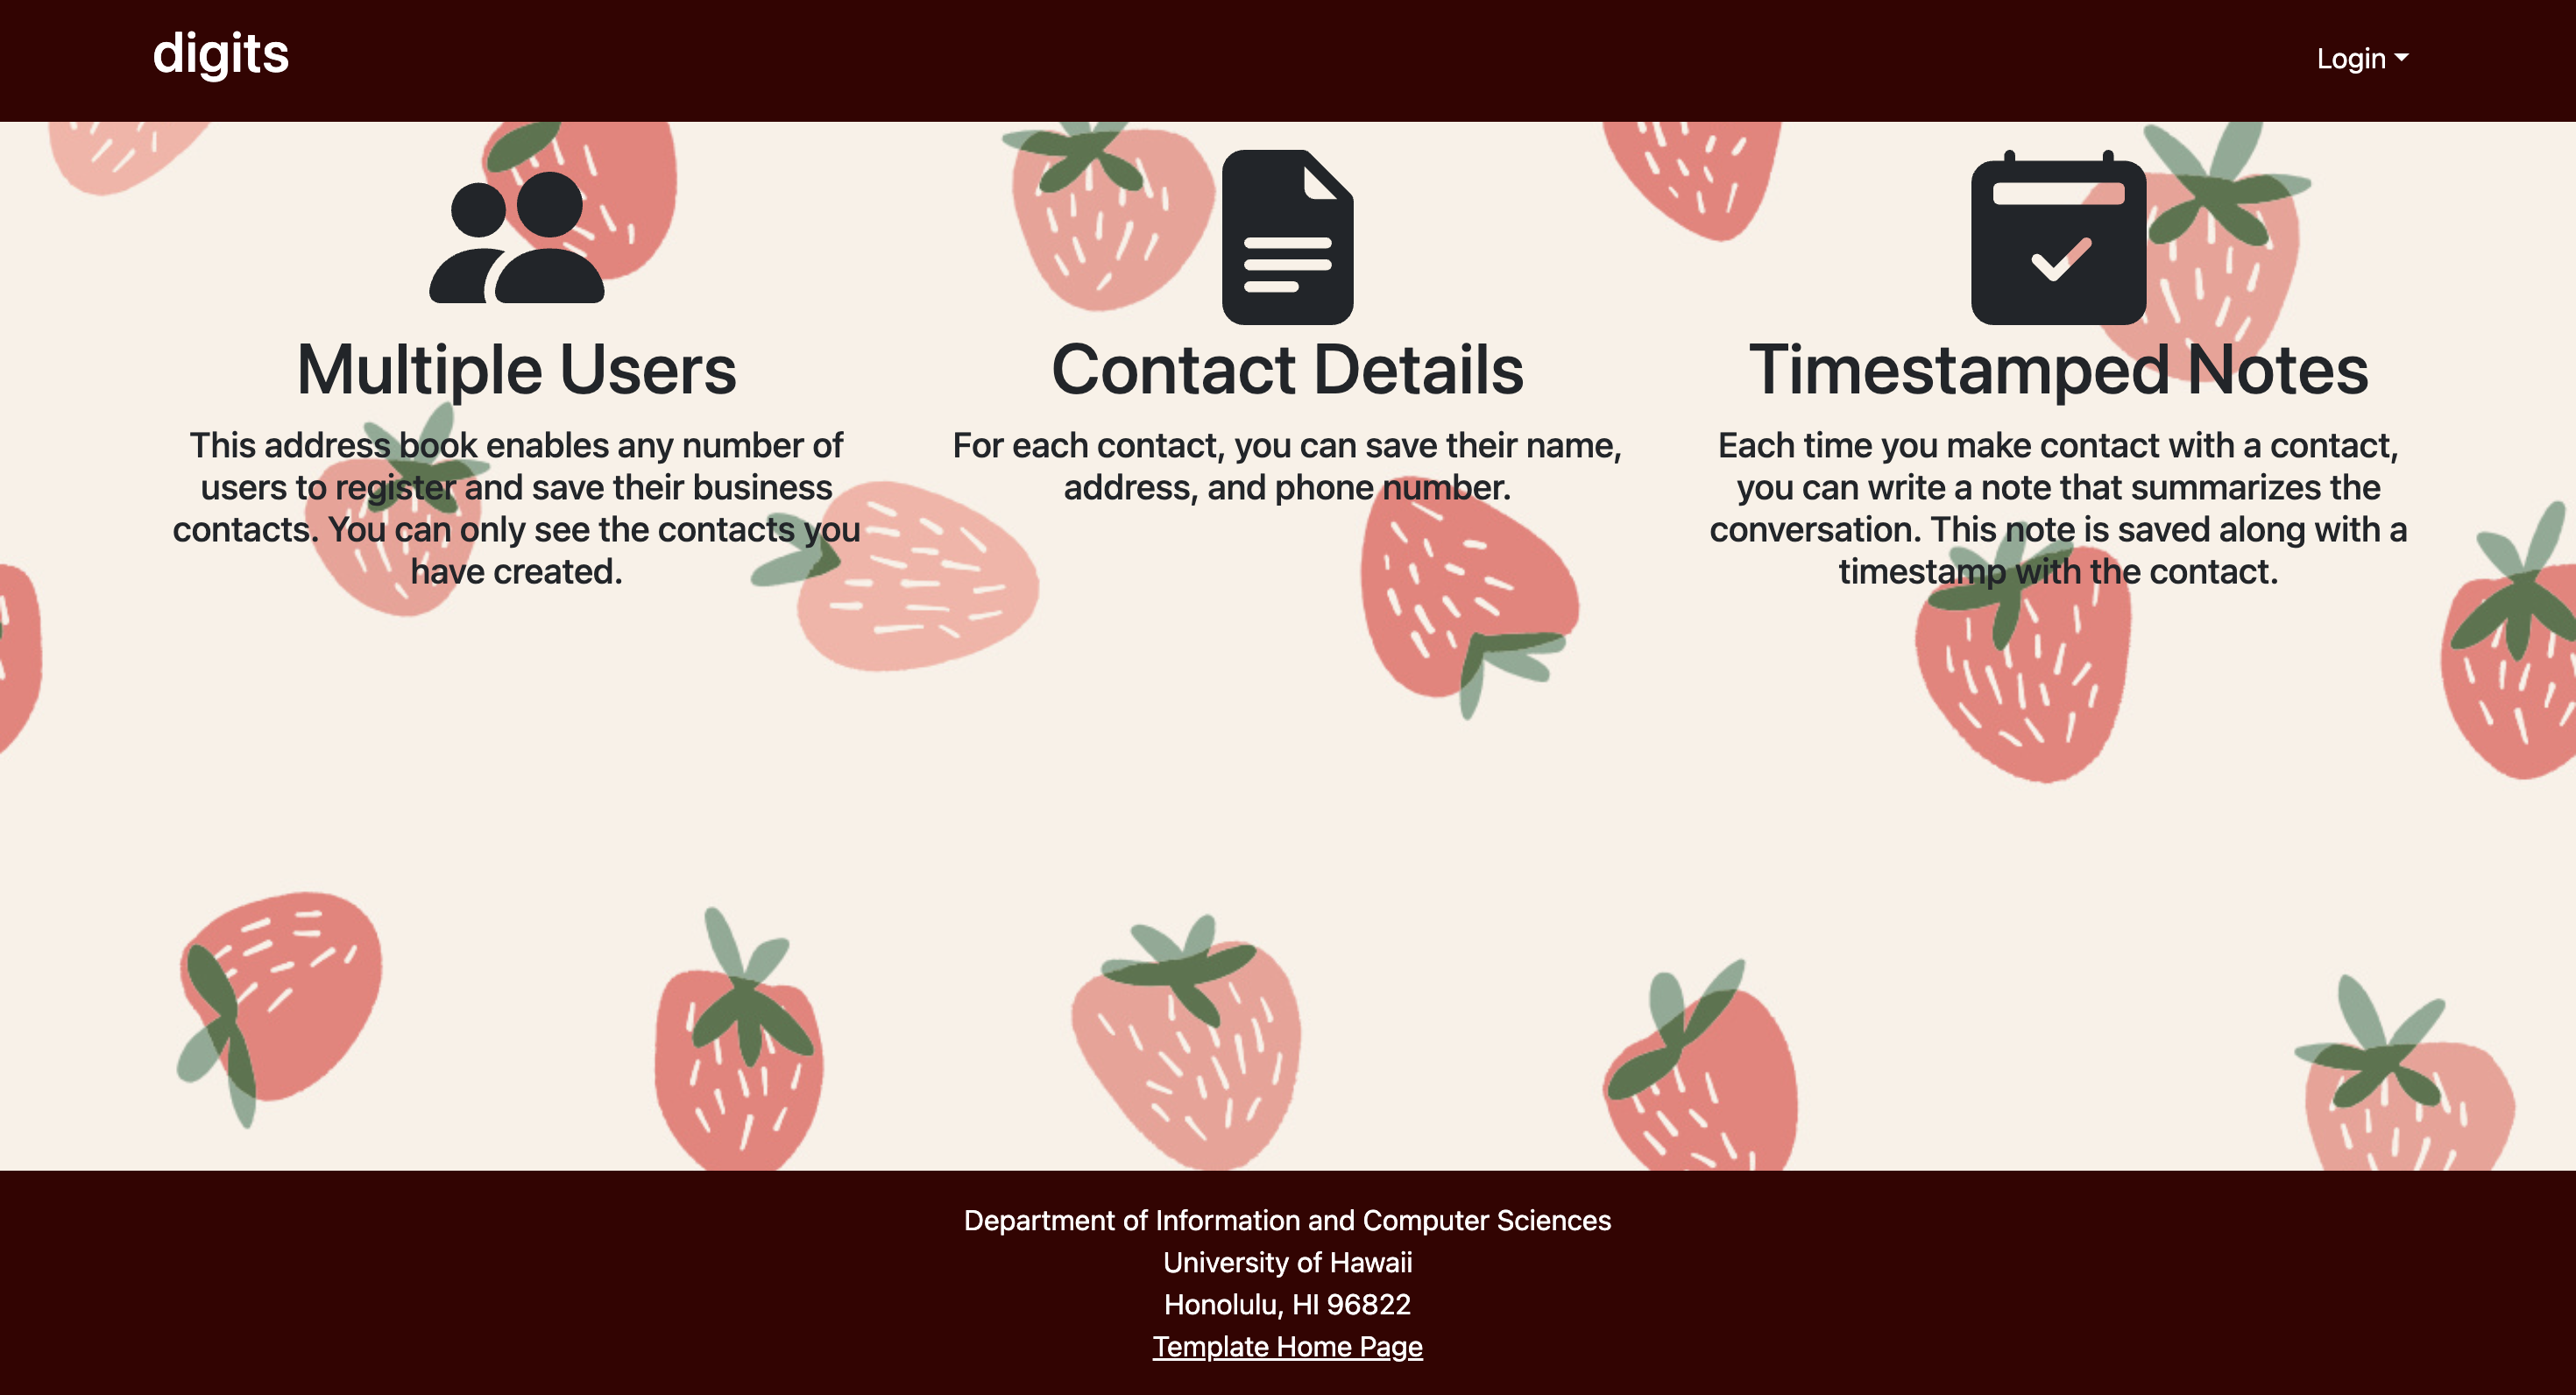 digits
Login
Multiple Users
This address book enables any number of
users to register and save their business
contacts. You can only see the contacts you
have created.
Contact Details
For each contact, you can save their name,
address, and phone number.
Timestamped Notes
Each time you make contact with a contact,
you can write a note that summarizes the
conversation. This note is saved along with a
timestamp with the contact.
Department of Information and Computer Sciences
University of Hawaii
Honolulu, HI 96822
Template Home Page